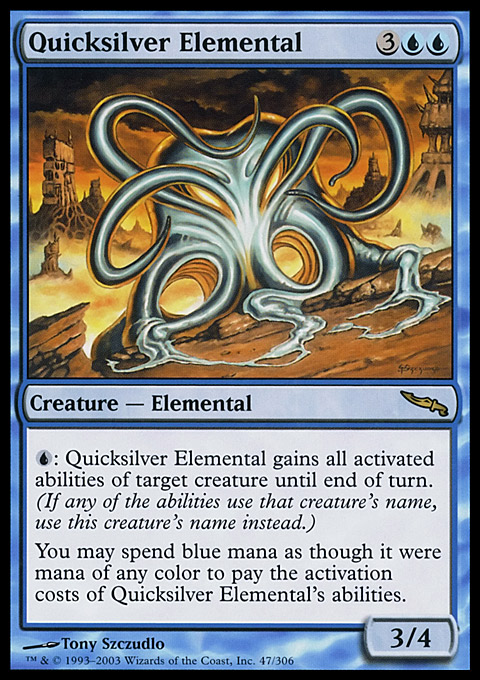 Quicksilver Elemental 3
Creature — Elemental
: Quicksilver Elemental gains all activated
abilities of target creature until end of turn.
(If any of the abilities use that creature's name,
use this creature's name instead.)
You may spend blue mana as though it were
mana of any color to pay the activation
costs of Quicksilver Elemental's abilities.
Tony Szczudlo
3/4
™ & © 1993–2003 Wizards of the Coast, Inc. 47/306